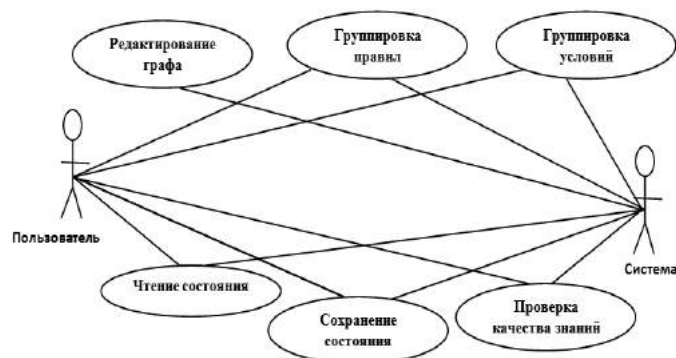 Редактирование
графа
Группировка
правил
Группировка
условий
Пользователь
Система
Чтение состояния
Сохранение
состояния
Проверка
качества знаний